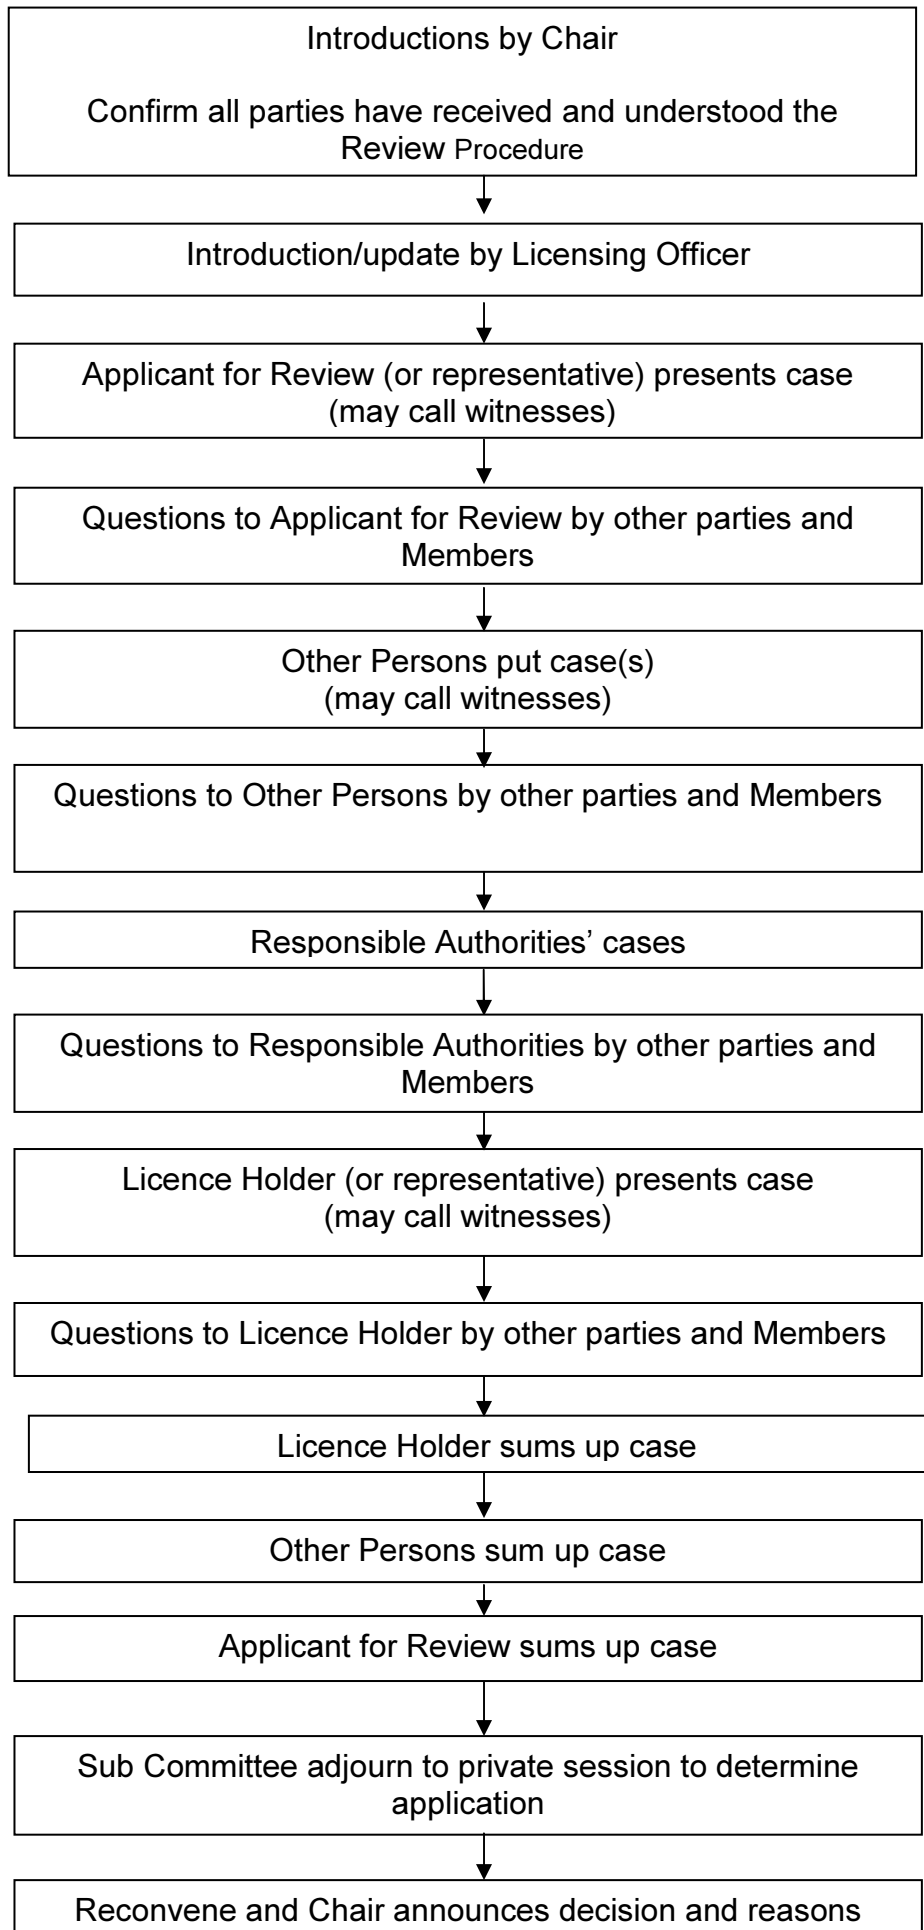 Introductions by Chair
Confirm all parties have received and understood the
Review Procedure
Introduction/update by Licensing Officer
Applicant for Review (or representative) presents case
(may call witnesses)
Questions to Applicant for Review by other parties and
Members
Other Persons put case(s)
(may call witnesses)
Questions to Other Persons by other parties and Members
Responsible Authorities’ cases
Questions to Responsible Authorities by other parties and
Members
Licence Holder (or representative) presents case
(may call witnesses)
Questions to Licence Holder by other parties and Members
Licence Holder sums up case
Other Persons sum up case
Applicant for Review sums up case
Sub Committee adjourn to private session to determine
application
Reconvene and Chair announces decision and reasons